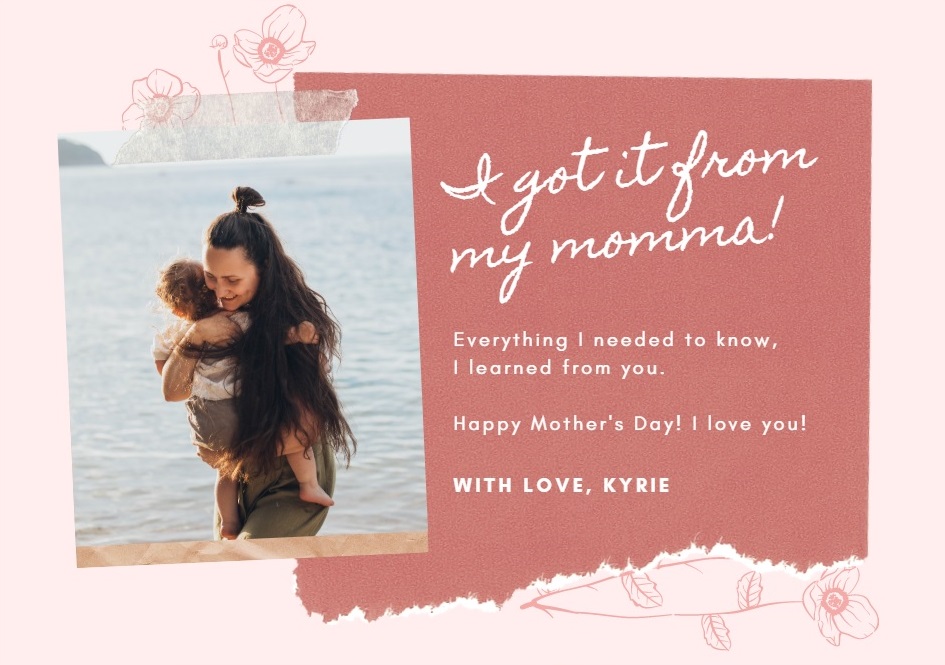 I got it from
my momma!
Everything I needed to know,
I learned from you.
Happy Mother's Day! I love you!
WITH LOVE, KYRIE